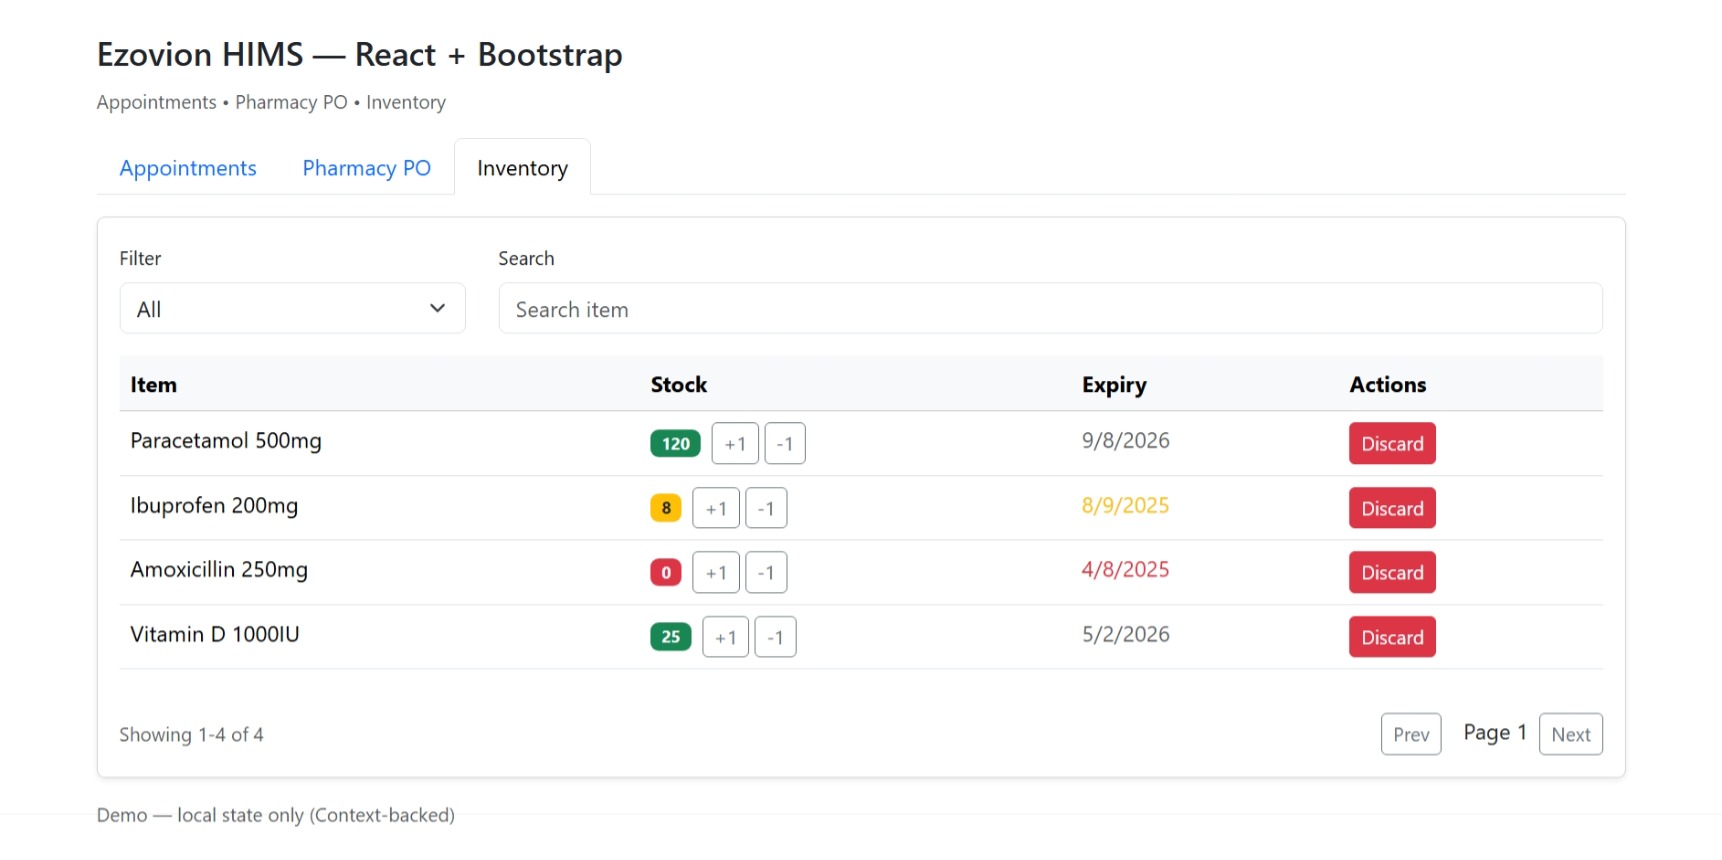 Ezovion HIMS — React + Bootstrap
Appointments • Pharmacy PO • Inventory
Appointments Pharmacy PO Inventory
Filter Search
All Search item
Item Stock Expiry Actions
Paracetamol 500mg 120 +1 -1 9/8/2026 Discard
Ibuprofen 200mg 8 +1 -1 8/9/2025 Discard
Amoxicillin 250mg 0 +1 -1 4/8/2025 Discard
Vitamin D 1000IU 25 +1 -1 5/2/2026 Discard
Showing 1-4 of 4 Prev Page 1 Next
Demo — local state only (Context-backed)